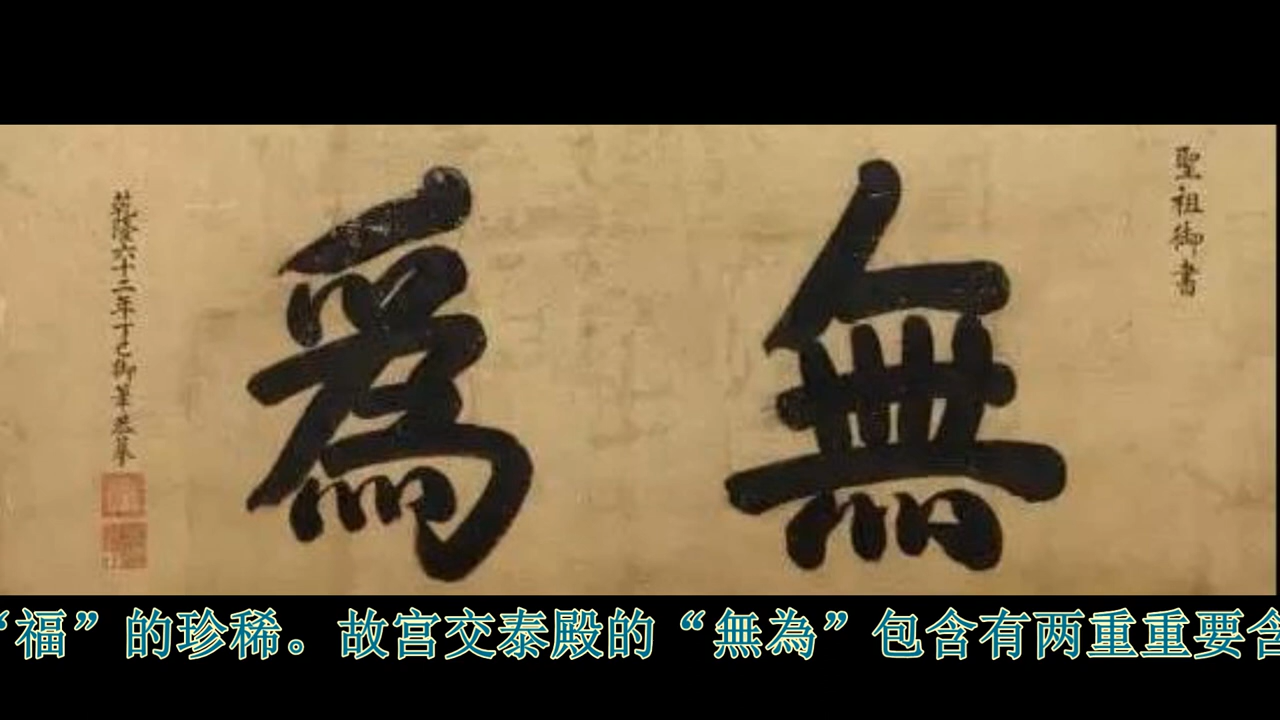 聖祖御書
無爲
乾隆六十二年丁巳御筆恭摹
“福”的珍稀。故宫交泰殿的“無為”包含有两重重要含